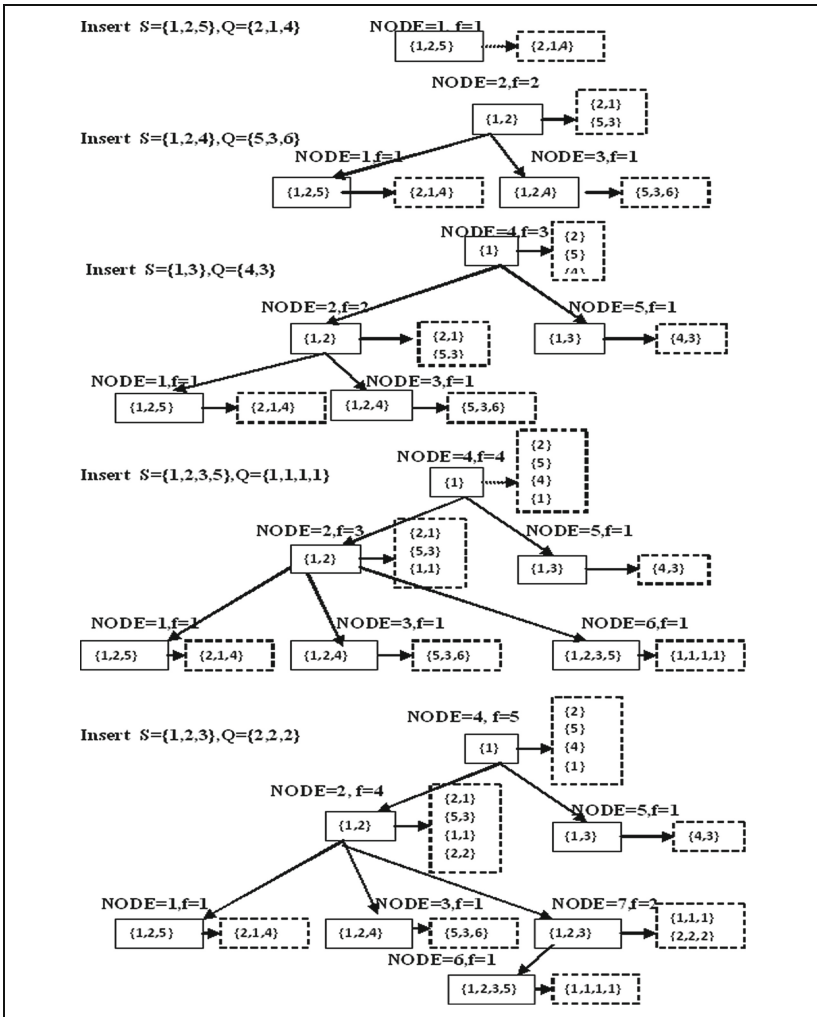 Insert S={1,2,5},Q={2,1,4}
NODE=1, f=1
{1,2,5}
{2,1,4}
NODE=2,f=2
{1,2}
{2,1}
{5,3}
Insert S={1,2,4},Q={5,3,6}
NODE=1,f=1
NODE=3,f=1
{1,2,5}
{2,1,4}
{1,2,4}
{5,3,6}
NODE=4,f=3
{1}
{2}
{5}
{4}
Insert S={1,3},Q={4,3}
NODE=2,f=2
NODE=5,f=1
{1,2}
{2,1}
{5,3}
{1,3}
{4,3}
NODE=1,f=1
NODE=3,f=1
{1,2,5}
{2,1,4}
{1,2,4}
{5,3,6}
NODE=4,f=4
{1}
{2}
{5}
{4}
{1}
Insert S={1,2,3,5},Q={1,1,1,1}
NODE=2,f=3
NODE=5,f=1
{1,2}
{2,1}
{5,3}
{1,1}
{1,3}
{4,3}
NODE=1,f=1
NODE=3,f=1
NODE=6,f=1
{1,2,5}
{2,1,4}
{1,2,4}
{5,3,6}
{1,2,3,5}
{1,1,1,1}
NODE=4, f=5
Insert S={1,2,3},Q={2,2,2}
{1}
{2}
{5}
{4}
{1}
NODE=2, f=4
NODE=5,f=1
{1,2}
{2,1}
{5,3}
{1,1}
{2,2}
{1,3}
{4,3}
NODE=1,f=1
NODE=3,f=1
NODE=7,f=2
{1,2,5}
{2,1,4}
{1,2,4}
{5,3,6}
{1,2,3}
{1,1,1}
{2,2,2}
NODE=6,f=1
{1,2,3,5}
{1,1,1,1}